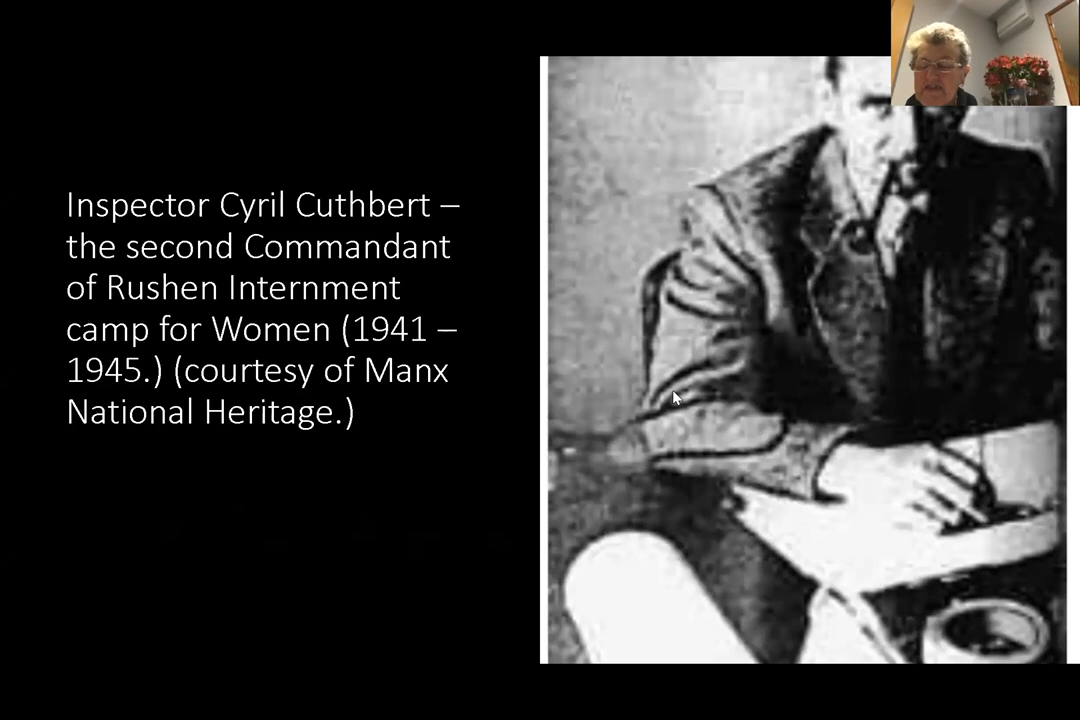 Inspector Cyril Cuthbert –
the second Commandant
of Rushen Internment
camp for Women (1941 –
1945.) (courtesy of Manx
National Heritage.)